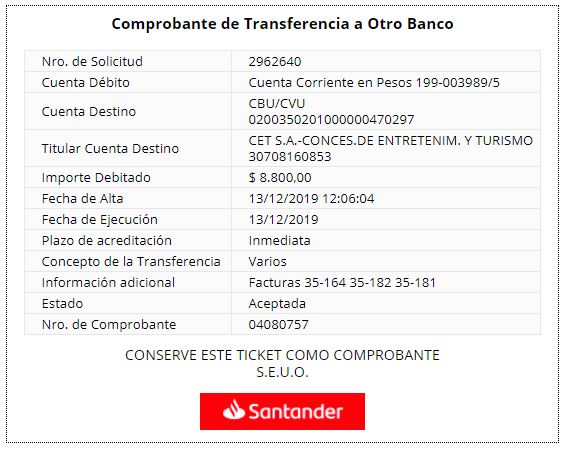 Comprobante de Transferencia a Otro Banco
Nro. de Solicitud 2962640
Cuenta Débito Cuenta Corriente en Pesos 199-003989/5
Cuenta Destino CBU/CVU
0200350201000000470297
Titular Cuenta Destino CET S.A.-CONCES.DE ENTRETENIM. Y TURISMO
30708160853
Importe Debitado $ 8.800,00
Fecha de Alta 13/12/2019 12:06:04
Fecha de Ejecución 13/12/2019
Plazo de acreditación Inmediata
Concepto de la Transferencia Varios
Información adicional Facturas 35-164 35-182 35-181
Estado Aceptada
Nro. de Comprobante 04080757
CONSERVE ESTE TICKET COMO COMPROBANTE
S.E.U.O.
Santander